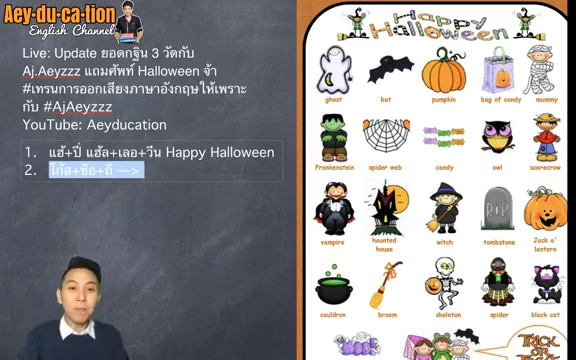 Aey-du-ca-tion
English Channel
Live: Update ยอดกฐิน 3 วัดกับ
Aj.Aeyzzz แถมศัพท์ Halloween จ้า
#เทรนการออกเสียงภาษาอังกฤษให้เพราะ
กับ #AjAeyzzz
YouTube: Aeyducation
1. แฮ้+ปี่ แฮ้ล+เลอ+วีน Happy Halloween
2. โก้ส+ซึอ+ถึ —>
Happy
Halloween
ghost bat pumpkin bag of candy mummy
Frankenstein spider web candy owl scarecrow
RIP
vampire haunted house witch tombstone Jack o' lantern
cauldron broom skeleton spider black cat
TRICK
OR